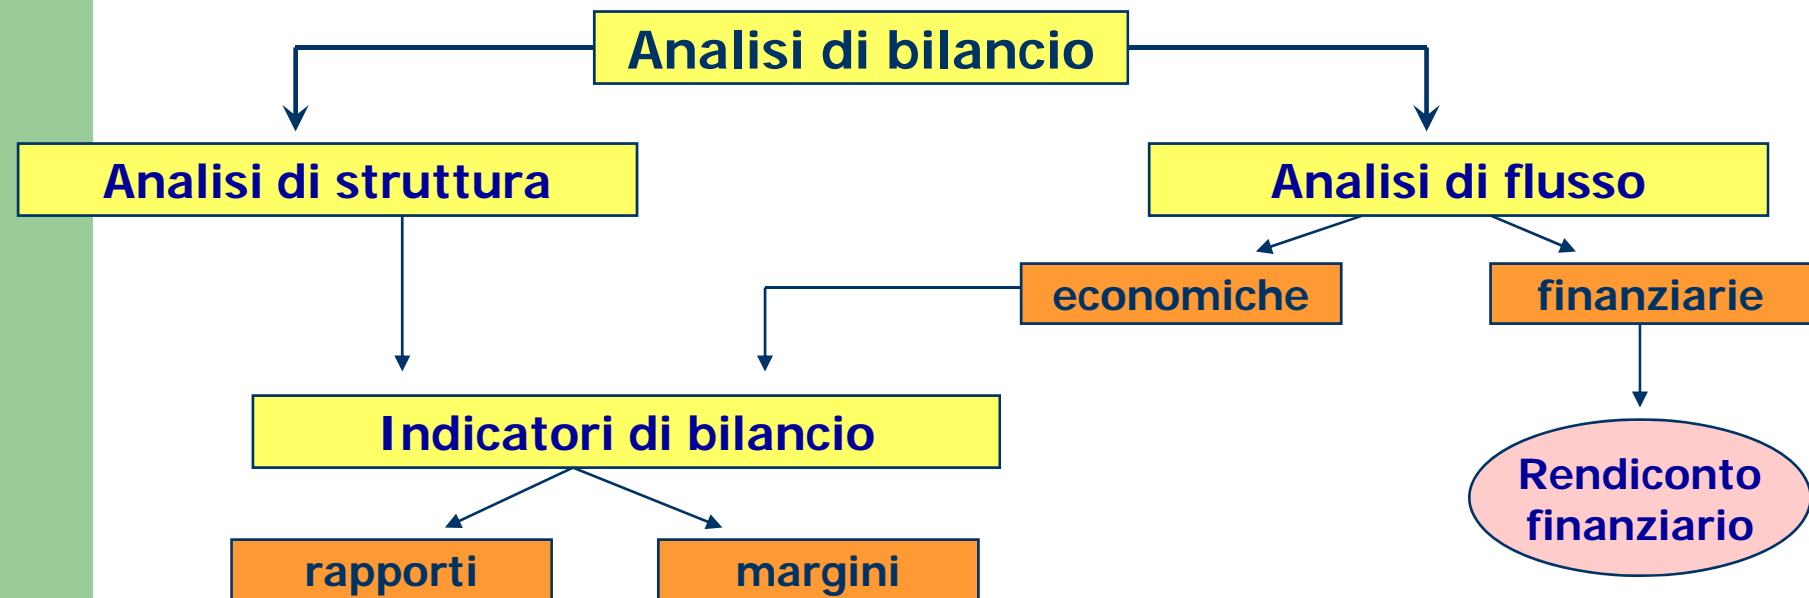 Analisi di bilancio
Analisi di struttura
Analisi di flusso
economiche
finanziarie
Indicatori di bilancio
Rendiconto
finanziario
rapporti
margini